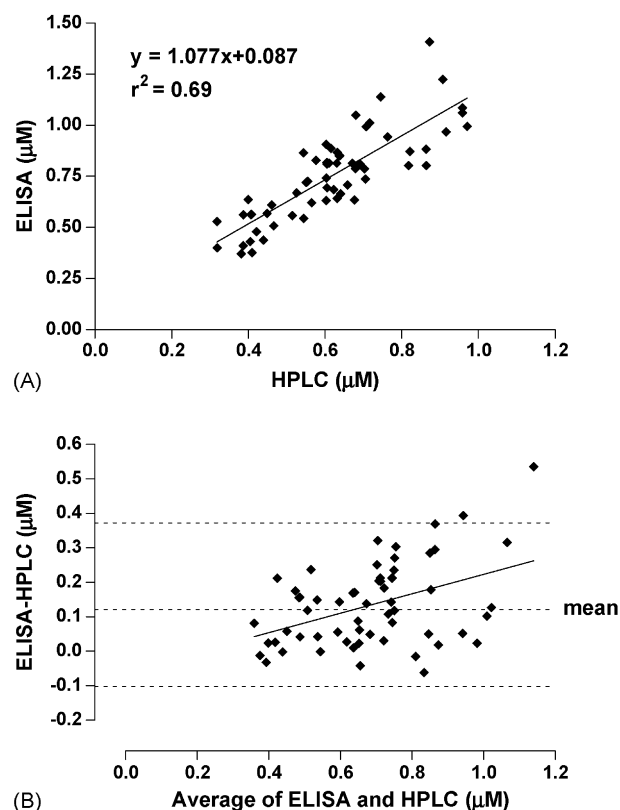 1.50
1.25
1.00
0.75
0.50
0.25
0.00
ELISA (μM)
y = 1.077x+0.087
r² = 0.69
0.0 0.2 0.4 0.6 0.8 1.0 1.2
HPLC (μM)
(A)
0.6
0.5
0.4
0.3
0.2
0.1
0.0
-0.1
-0.2
ELISA-HPLC (μM)
mean
0.0 0.2 0.4 0.6 0.8 1.0 1.2
Average of ELISA and HPLC (μM)
(B)